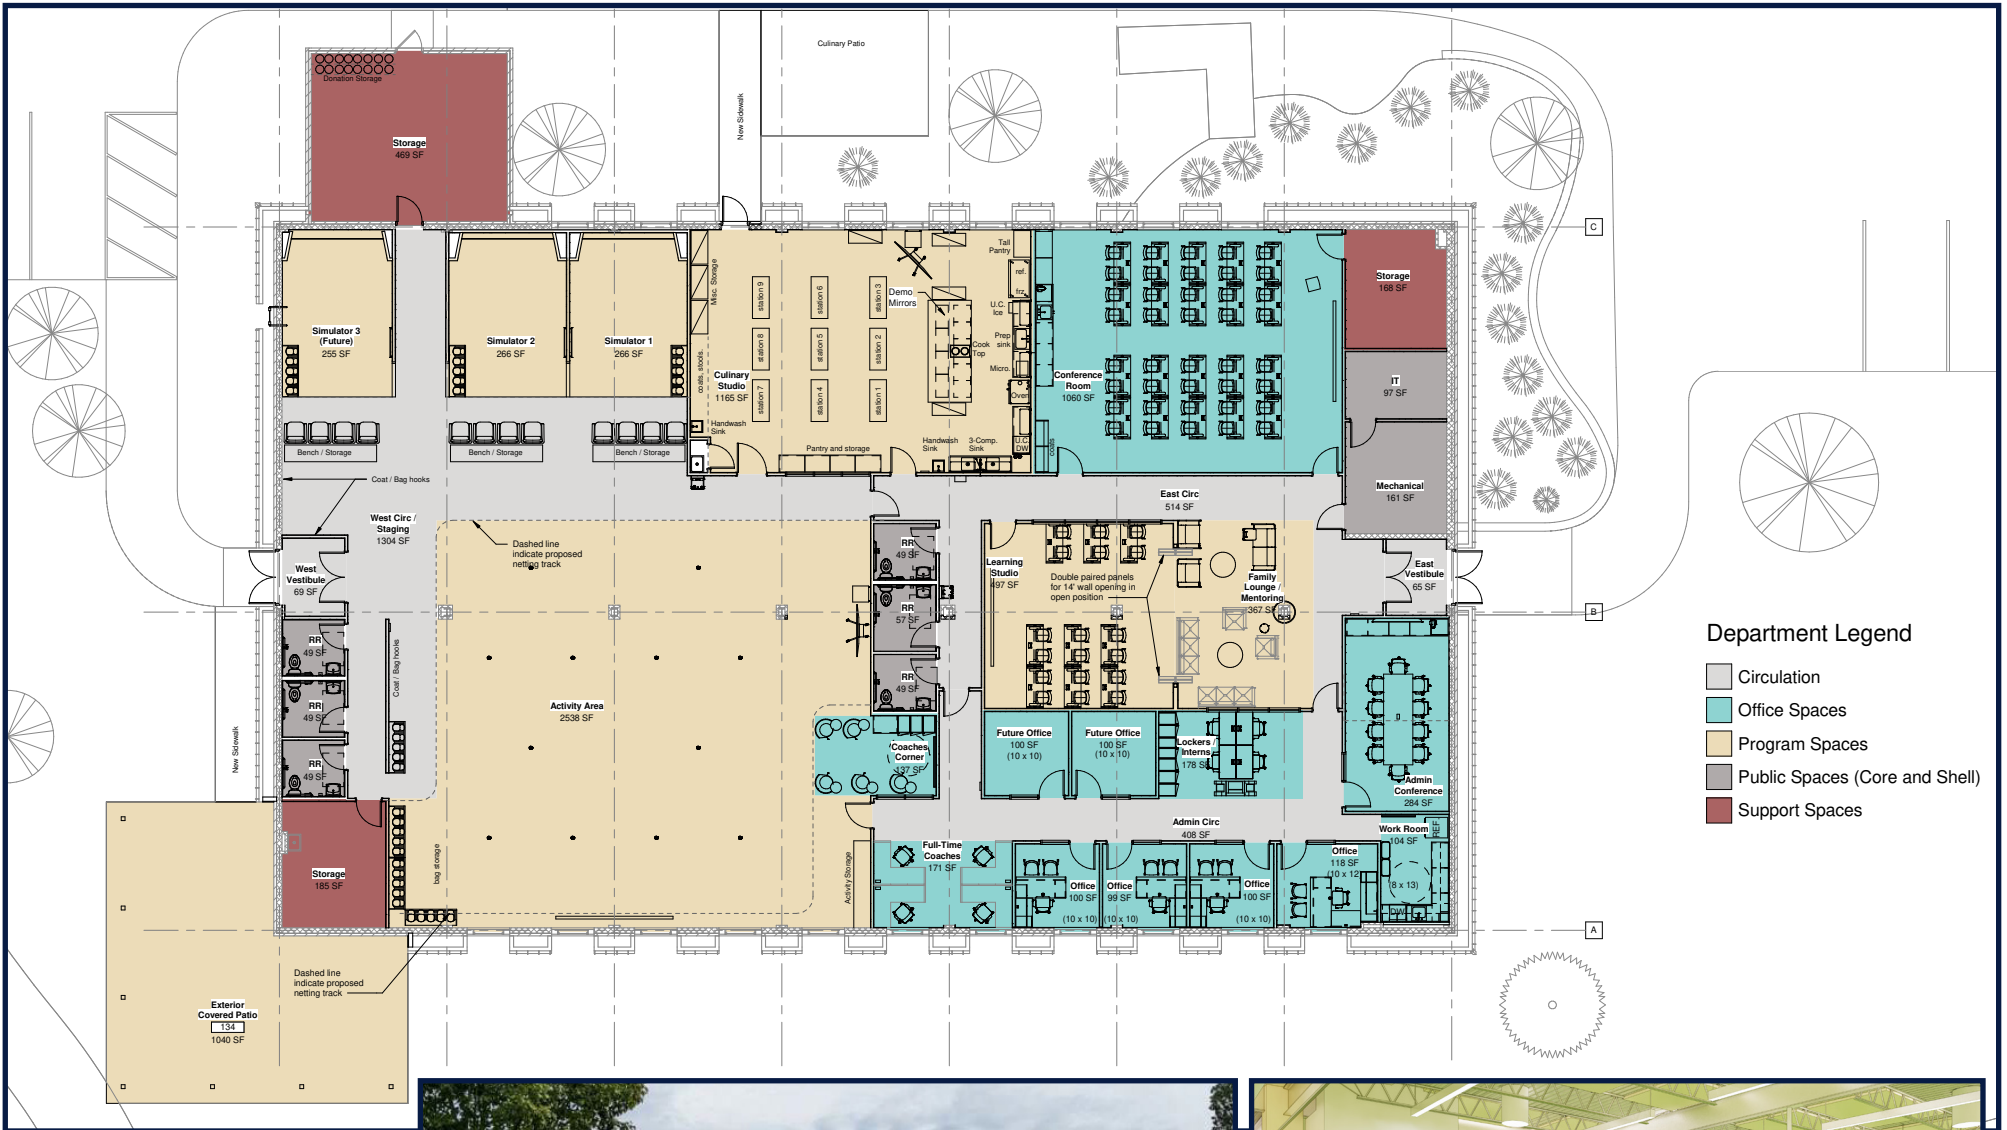 Culinary Patio
Donation Storage
New Sidewalk
Storage
469 SF
C
Simulator 3
(Future)
255 SF
Simulator 2
266 SF
Simulator 1
266 SF
Misc. Storage
coats, stools.
station 9
station 6
station 3
station 8
station 5
station 2
station 7
station 4
station 1
Demo
Mirrors
Tall
Pantry
ref.
frz
U.C.
Ice
Prep
sink
Cook
Top
Micro.
Oven
U.C.
DW
Culinary
Studio
1165 SF
Handwash
Sink
Pantry and storage
Handwash
Sink
3-Comp.
Sink
coats
Conference
Room
1060 SF
Storage
168 SF
IT
97 SF
Mechanical
161 SF
Bench / Storage
Bench / Storage
Bench / Storage
Coat / Bag hooks
West Circ /
Staging
1304 SF
East Circ
514 SF
Dashed line
indicate proposed
netting track
West
Vestibule
69 SF
RR
49 SF
RR
57 SF
RR
49 SF
Learning
Studio
497 SF
Double paired panels
for 14' wall opening in
open position
Family
Lounge /
Mentoring
367 SF
East
Vestibule
65 SF
B
RR
49 SF
RR
49 SF
RR
49 SF
Coat / Bag hooks
Activity Area
2538 SF
Coaches
Corner
137 SF
Future Office
100 SF
(10 x 10)
Future Office
100 SF
(10 x 10)
Lockers /
Interns
178 SF
Admin
Conference
284 SF
New Sidewalk
Storage
185 SF
bag storage
Activity Storage
Admin Circ
408 SF
Full-Time
Coaches
171 SF
Office
100 SF
(10 x 10)
Office
99 SF
(10 x 10)
Office
100 SF
(10 x 10)
Office
118 SF
(10 x 12
Work Room
104 SF
REF
(8 x 13)
DW
A
Dashed line
indicate proposed
netting track
Exterior
Covered Patio
134
1040 SF
Department Legend
Circulation
Office Spaces
Program Spaces
Public Spaces (Core and Shell)
Support Spaces